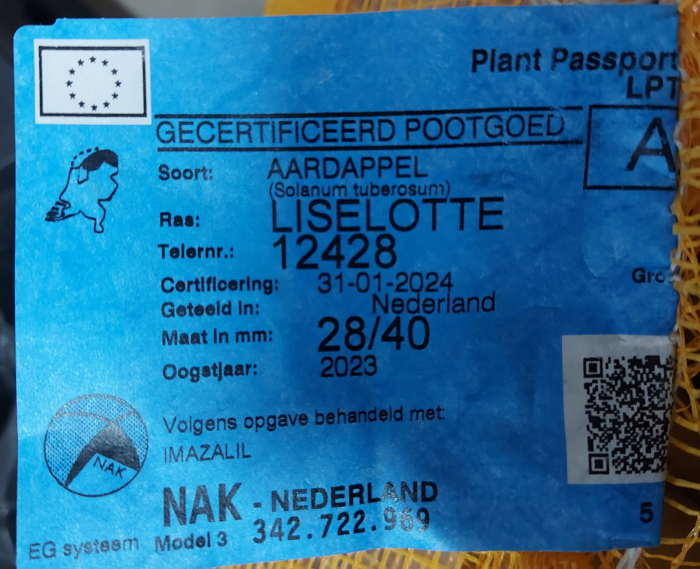 Plant Passport
LPT
GECERTIFICEERD POOTGOED
A
Soort: AARDAPPEL
(Solanum tuberosum)
Ras: LISELOTTE
Telernr.: 12428
Certificering: 31-01-2024
Geteeld in: Nederland
Maat in mm: 28/40
Oogstjaar: 2023
Volgens opgave behandeld met:
IMAZALIL
NAK
NAK - NEDERLAND
EG systeem Model 3 342.722.969
5